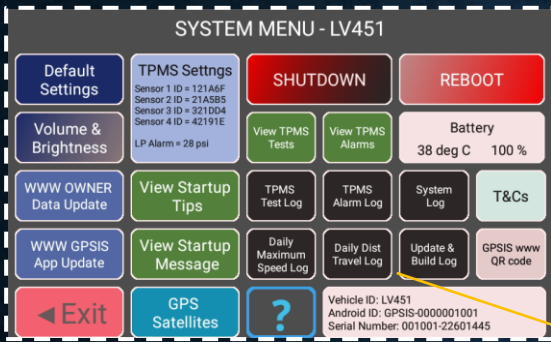 SYSTEM MENU - LV451
Default
Settings
TPMS Settngs
Sensor 1 ID = 121A6F
Sensor 2 ID = 21A5B5
Sensor 3 ID = 321DD4
Sensor 4 ID = 42191E
LP Alarm = 28 psi
SHUTDOWN
REBOOT
Volume &
Brightness
View TPMS
Tests
View TPMS
Alarms
Battery
38 deg C 100 %
WWW OWNER
Data Update
View Startup
Tips
TPMS
Test Log
TPMS
Alarm Log
System
Log
T&Cs
WWW GPSIS
App Update
View Startup
Message
Daily
Maximum
Speed Log
Daily Dist
Travel Log
Update &
Build Log
GPSIS www
QR code
◄Exit
GPS
Satellites
?
Vehicle ID: LV451
Android ID: GPSIS-0000001001
Serial Number: 001001-22601445